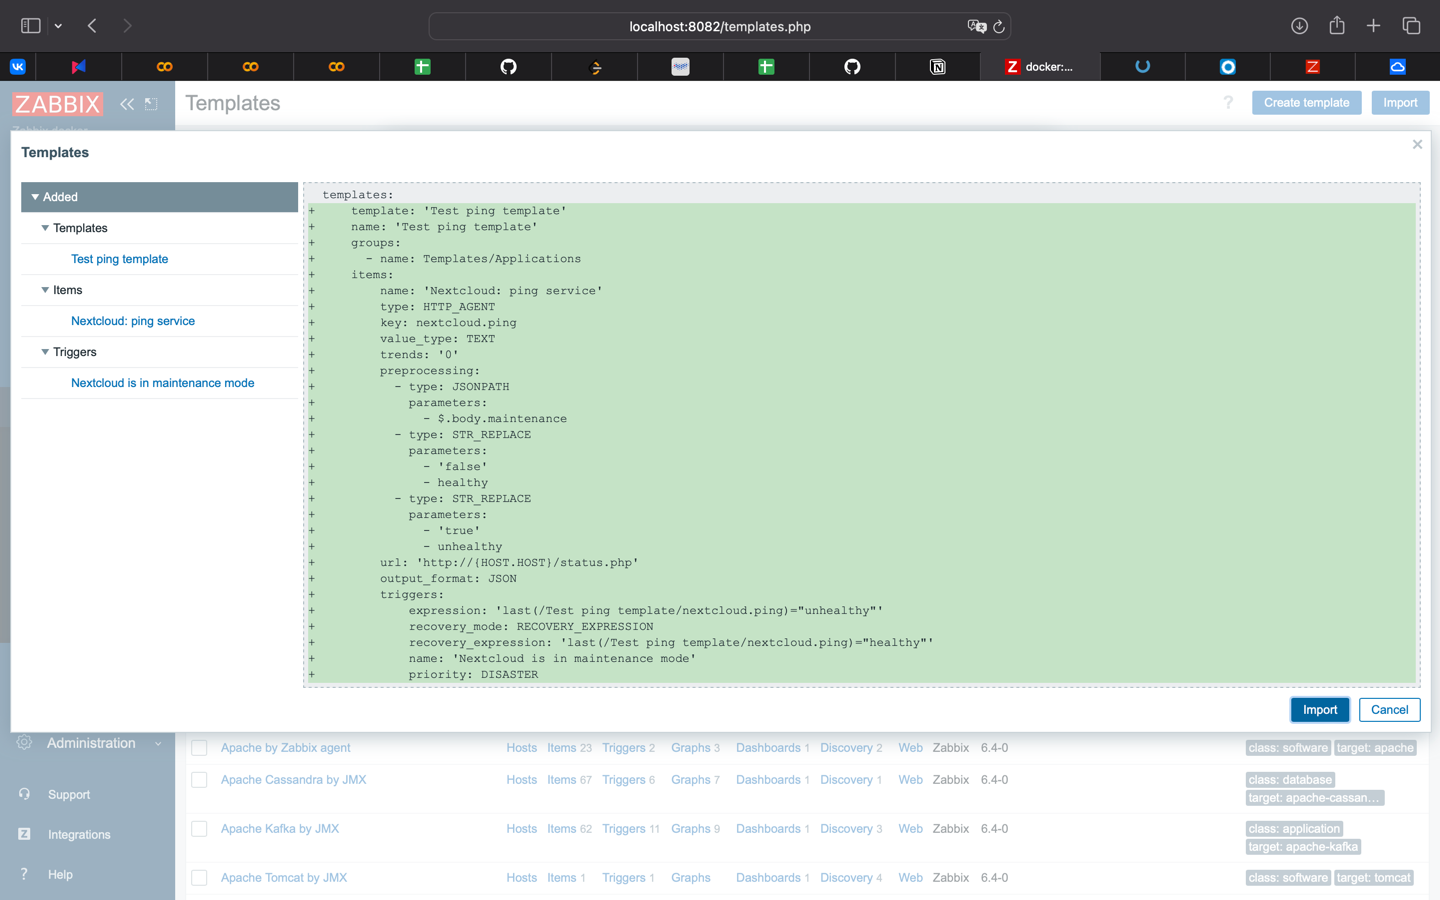 localhost:8082/templates.php
docker:...
ZABBIX
Templates
?
Create template
Import
Templates
Added
Templates
Test ping template
Items
Nextcloud: ping service
Triggers
Nextcloud is in maintenance mode
templates:
+ template: 'Test ping template'
+ name: 'Test ping template'
+ groups:
+ - name: Templates/Applications
+ items:
+ name: 'Nextcloud: ping service'
+ type: HTTP_AGENT
+ key: nextcloud.ping
+ value_type: TEXT
+ trends: '0'
+ preprocessing:
+ - type: JSONPATH
+ parameters:
+ - $.body.maintenance
+ - type: STR_REPLACE
+ parameters:
+ - 'false'
+ - healthy
+ - type: STR_REPLACE
+ parameters:
+ - 'true'
+ - unhealthy
+ url: 'http://{HOST.HOST}/status.php'
+ output_format: JSON
+ triggers:
+ expression: 'last(/Test ping template/nextcloud.ping)="unhealthy"'
+ recovery_mode: RECOVERY_EXPRESSION
+ recovery_expression: 'last(/Test ping template/nextcloud.ping)="healthy"'
+ name: 'Nextcloud is in maintenance mode'
+ priority: DISASTER
Import
Cancel
Administration
Support
Integrations
? Help
Apache by Zabbix agent Hosts Items 23 Triggers 2 Graphs 3 Dashboards 1 Discovery 2 Web Zabbix 6.4-0 class: software target: apache
Apache Cassandra by JMX Hosts Items 67 Triggers 6 Graphs 7 Dashboards 1 Discovery 1 Web Zabbix 6.4-0 class: database
target: apache-cassan...
Apache Kafka by JMX Hosts Items 62 Triggers 11 Graphs 9 Dashboards 1 Discovery 3 Web Zabbix 6.4-0 class: application
target: apache-kafka
Apache Tomcat by JMX Hosts Items 1 Triggers 1 Graphs Dashboards 1 Discovery 4 Web Zabbix 6.4-0 class: software target: tomcat